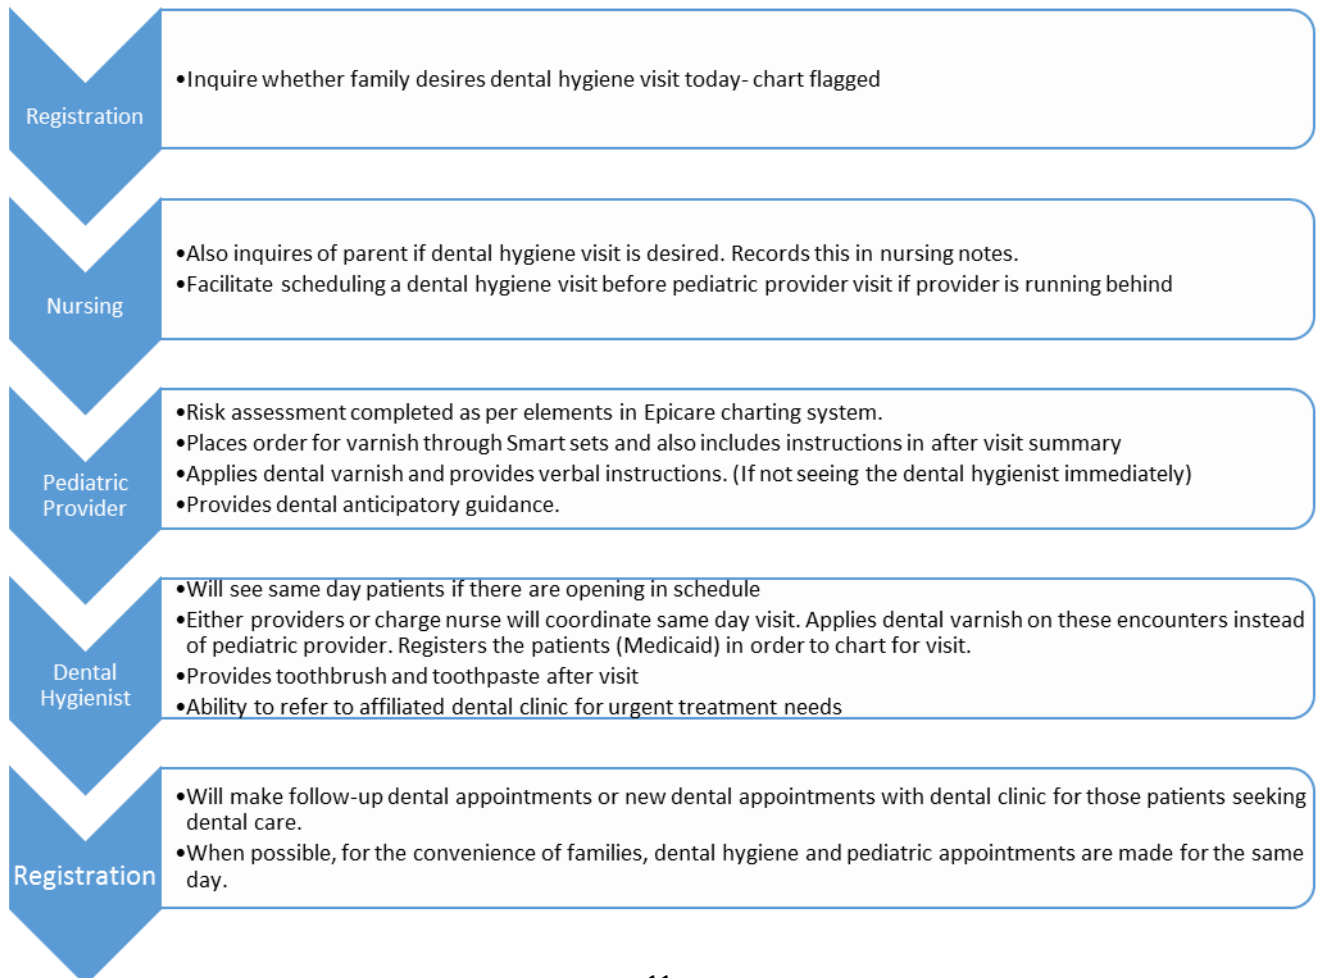 Registration
•Inquire whether family desires dental hygiene visit today- chart flagged
Nursing
•Also inquires of parent if dental hygiene visit is desired. Records this in nursing notes.
•Facilitate scheduling a dental hygiene visit before pediatric provider visit if provider is running behind
Pediatric
Provider
•Risk assessment completed as per elements in Epicare charting system.
•Places order for varnish through Smart sets and also includes instructions in after visit summary
•Applies dental varnish and provides verbal instructions. (If not seeing the dental hygienist immediately)
•Provides dental anticipatory guidance.
Dental
Hygienist
•Will see same day patients if there are opening in schedule
•Either providers or charge nurse will coordinate same day visit. Applies dental varnish on these encounters instead
of pediatric provider. Registers the patients (Medicaid) in order to chart for visit.
•Provides toothbrush and toothpaste after visit
•Ability to refer to affiliated dental clinic for urgent treatment needs
Registration
•Will make follow-up dental appointments or new dental appointments with dental clinic for those patients seeking
dental care.
•When possible, for the convenience of families, dental hygiene and pediatric appointments are made for the same
day.